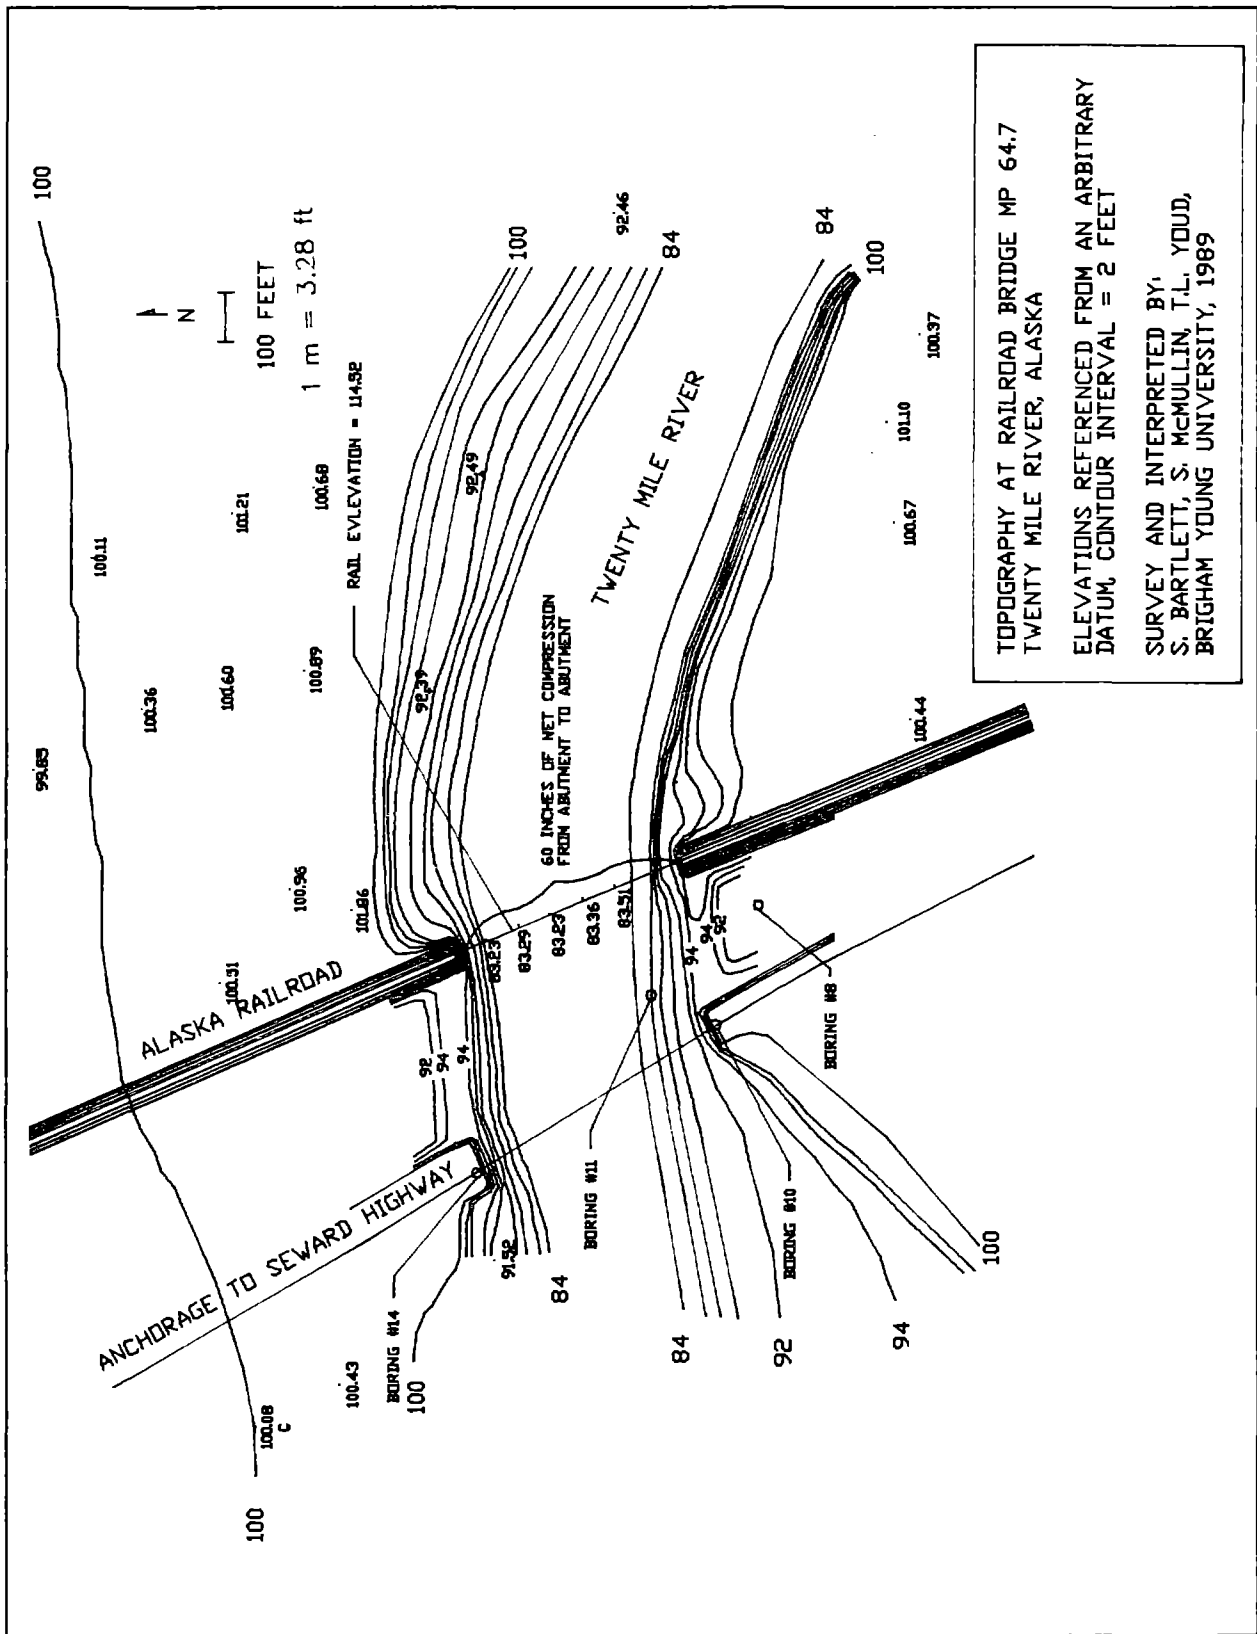 100
99.85
100.11
100.36
N
100 FEET
1 m = 3.28 ft
101.21
100.60
100.68
100.89
100.96
101.86
100.51
RAIL EVLEVATION = 114.52
ALASKA RAILROAD
ANCHORAGE TO SEWARD HIGHWAY
100
100.08
C
100.43
BORING #14
100
92
94
94
91.52
84
100
92.46
84
92.49
92.39
TWENTY MILE RIVER
60 INCHES OF NET COMPRESSION
FROM ABUTMENT TO ABUTMENT
83.23
83.29
83.23
83.36
83.51
BORING #11
84
100
94
94
92
BORING #8
BORING #10
84
92
94
100
100.97
101.10
100.67
100.44
TOPOGRAPHY AT RAILROAD BRIDGE MP 64.7
TWENTY MILE RIVER, ALASKA
ELEVATIONS REFERENCED FROM AN ARBITRARY
DATUM, CONTOUR INTERVAL = 2 FEET
SURVEY AND INTERPRETED BY:
S. BARTLETT, S. McMULLIN, T.L. YOUD,
BRIGHAM YOUNG UNIVERSITY, 1989